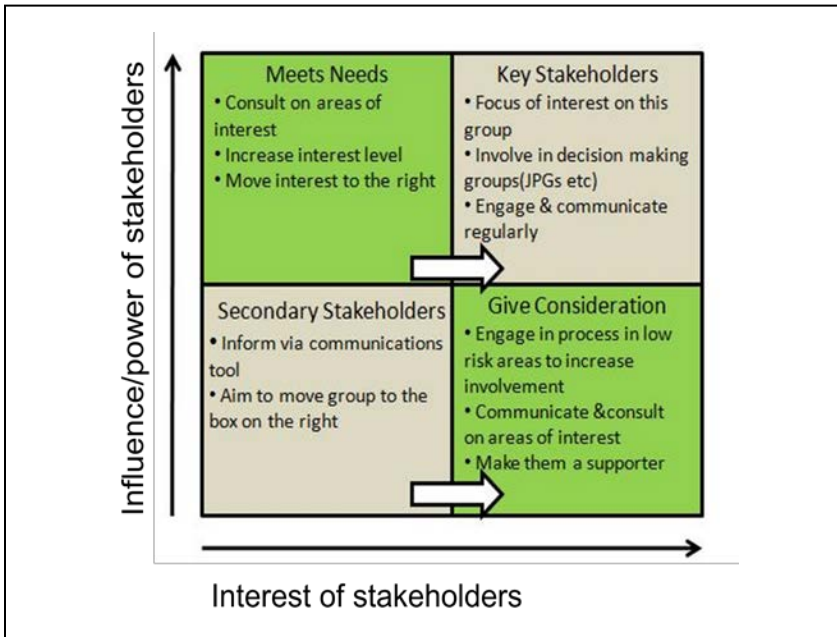 Influence/power of stakeholders
Meets Needs
• Consult on areas of
interest
• Increase interest level
• Move interest to the right
Key Stakeholders
• Focus of interest on this
group
• Involve in decision making
groups(JPGs etc)
• Engage & communicate
regularly
Secondary Stakeholders
• Inform via communications
tool
• Aim to move group to the
box on the right
Give Consideration
• Engage in process in low
risk areas to increase
involvement
• Communicate &consult
on areas of interest
• Make them a supporter
Interest of stakeholders